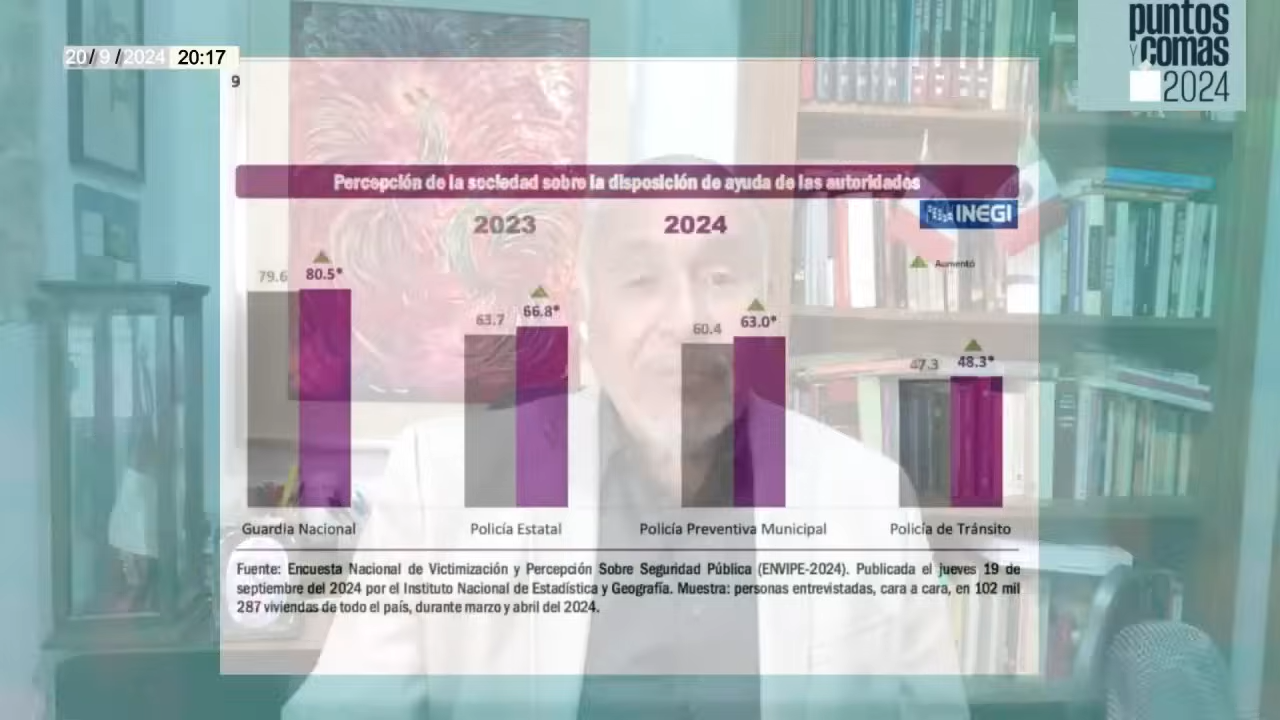 puntos
Y comas
2024
20/9/2024 20:17
9
Percepción de la sociedad sobre la disposición de ayuda de las autoridades
2023 2024
INEGI
Aumentó
79.6 80.5*
63.7 66.8*
60.4 63.0*
47.3 48.3*
Guardia Nacional Policía Estatal Policía Preventiva Municipal Policía de Tránsito
Fuente: Encuesta Nacional de Victimización y Percepción Sobre Seguridad Pública (ENVIPE-2024). Publicada el jueves 19 de
septiembre del 2024 por el Instituto Nacional de Estadística y Geografía. Muestra: personas entrevistadas, cara a cara, en 102 mil
287 viviendas de todo el país, durante marzo y abril del 2024.